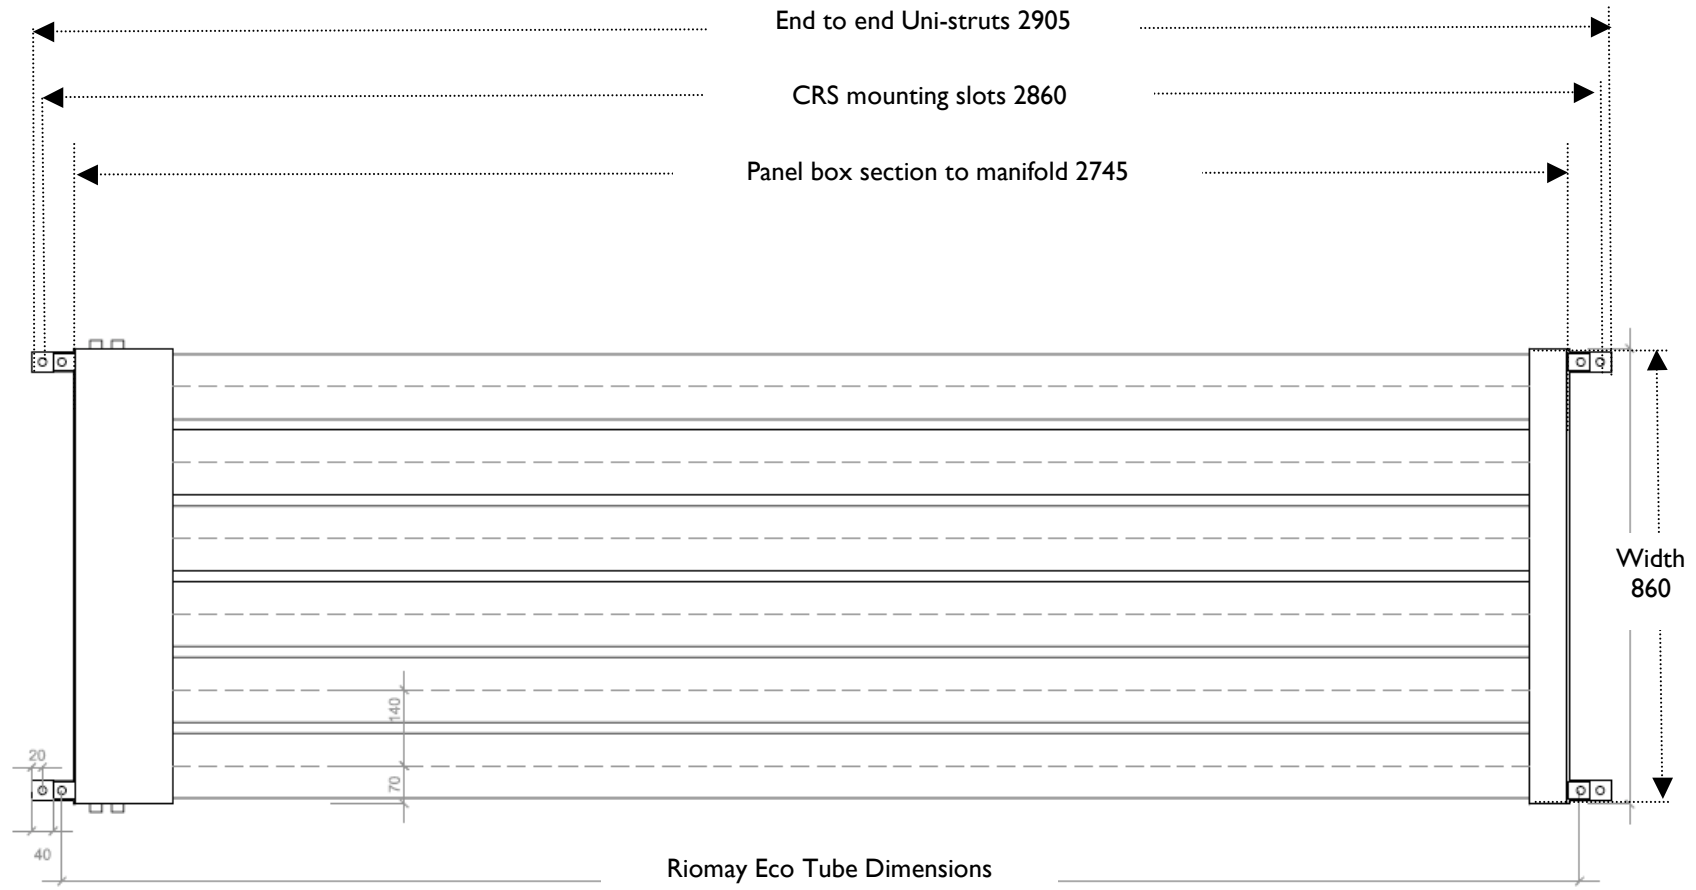 End to end Uni-struts 2905
CRS mounting slots 2860
Panel box section to manifold 2745
Width
860
140
20
70
40
Riomay Eco Tube Dimensions